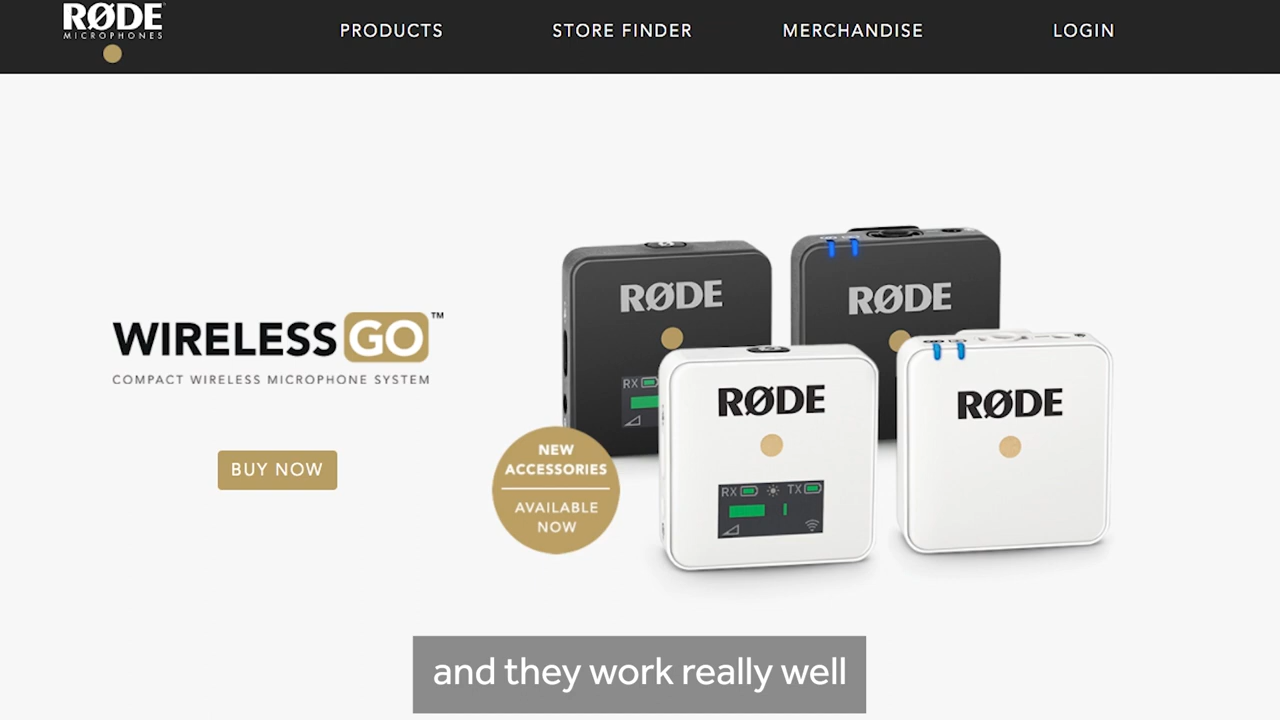 RØDE
MICROPHONES
PRODUCTS
STORE FINDER
MERCHANDISE
LOGIN
WIRELESS GO™
COMPACT WIRELESS MICROPHONE SYSTEM
BUY NOW
NEW
ACCESSORIES
AVAILABLE
NOW
RØDE
RX
RØDE
RØDE
RX TX
RØDE
and they work really well